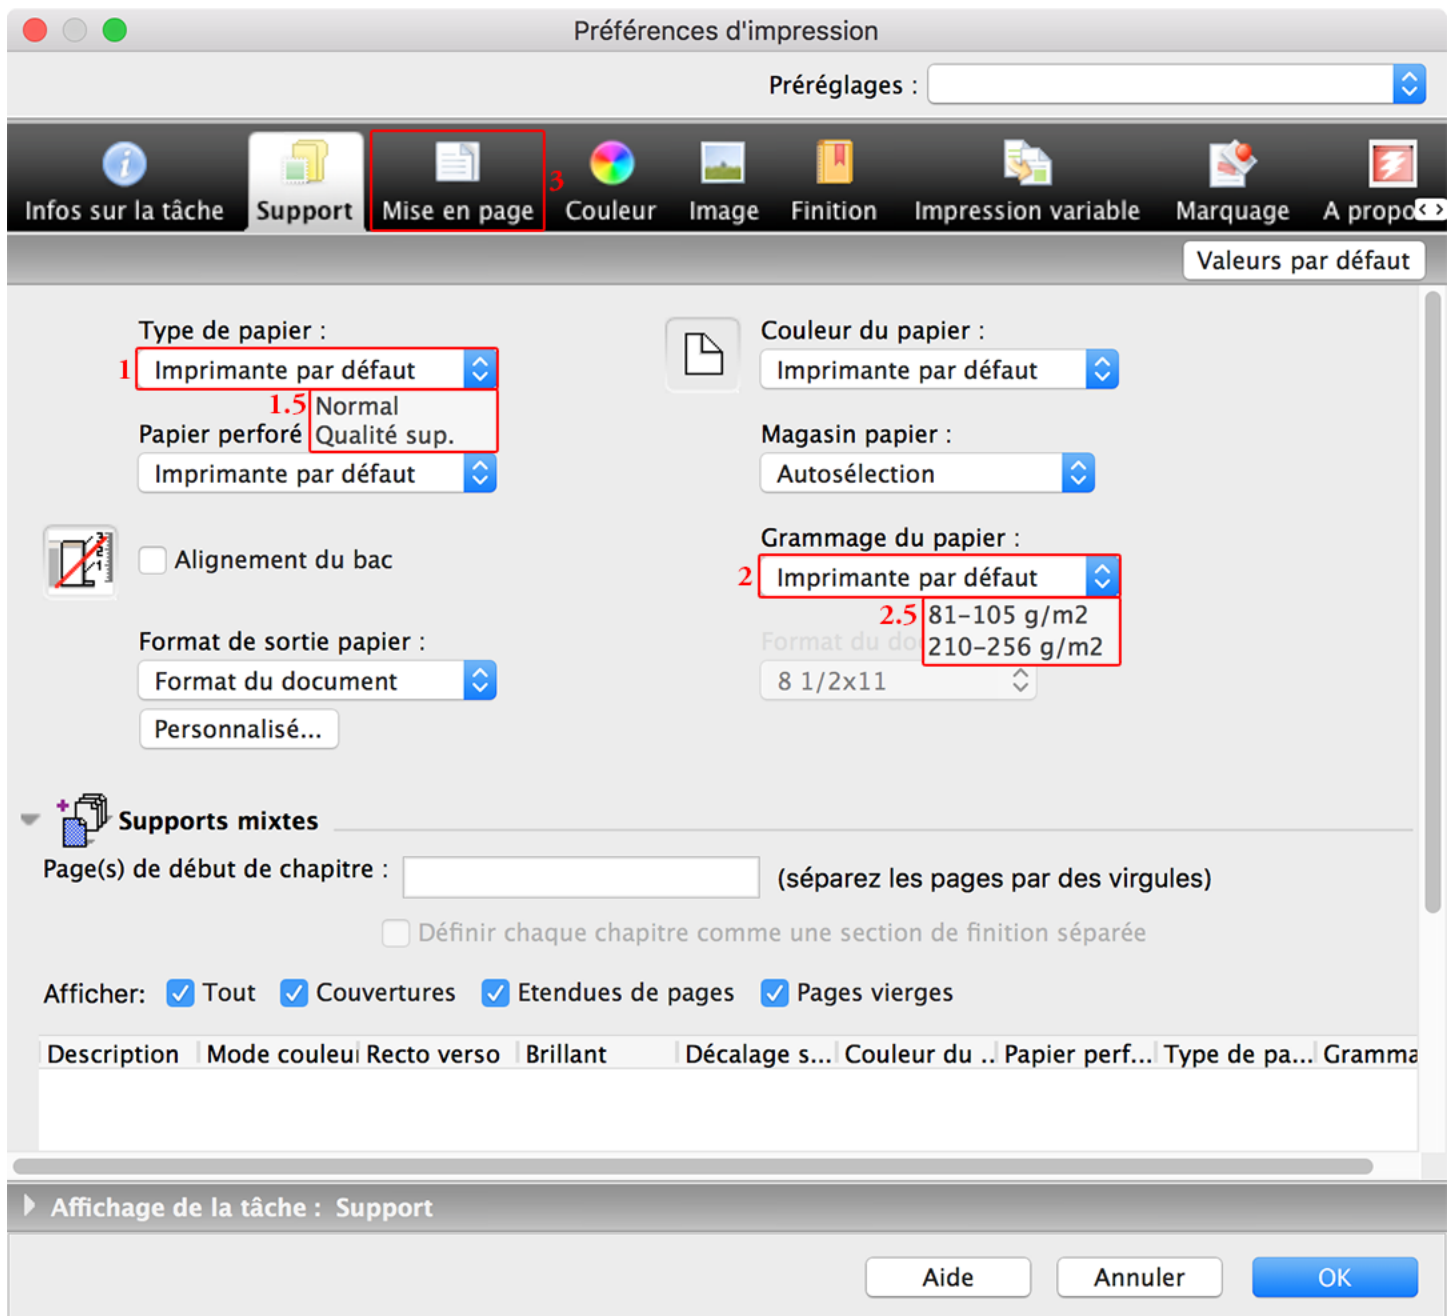 Préférences d'impression
Préréglages :
3
Infos sur la tâche Support Mise en page Couleur Image Finition Impression variable Marquage A propo
Valeurs par défaut
Type de papier : Couleur du papier :
1 Imprimante par défaut Imprimante par défaut
1.5 Normal
Papier perforé Qualité sup. Magasin papier :
Imprimante par défaut Autosélection
Grammage du papier :
Alignement du bac
2 Imprimante par défaut
2.5 81-105 g/m2
Format de sortie papier : Format du do 210-256 g/m2
Format du document 8 1/2x11
Personnalisé...
Supports mixtes
Page(s) de début de chapitre : (séparez les pages par des virgules)
Définir chaque chapitre comme une section de finition séparée
Afficher: Tout Couvertures Etendues de pages Pages vierges
Description Mode couleu Recto verso Brillant Décalage s... Couleur du .. Papier perf... Type de pa... Gramma
Affichage de la tâche : Support
Aide Annuler OK